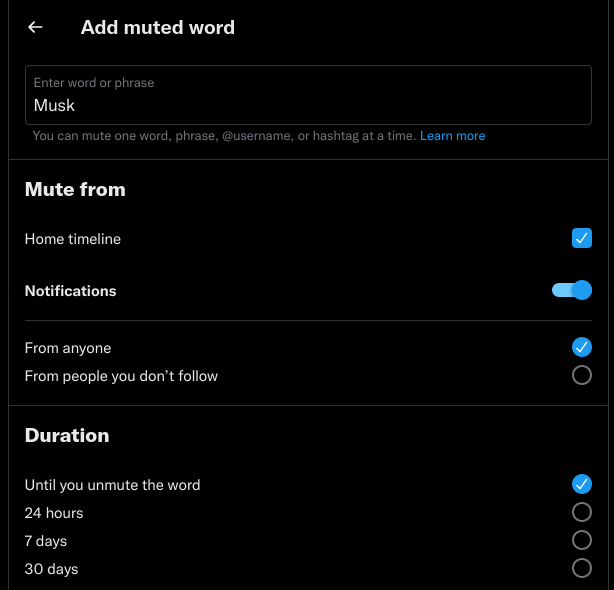 Add muted word
Enter word or phrase
Musk
You can mute one word, phrase, @username, or hashtag at a time. Learn more
Mute from
Home timeline
Notifications
From anyone
From people you don’t follow
Duration
Until you unmute the word
24 hours
7 days
30 days